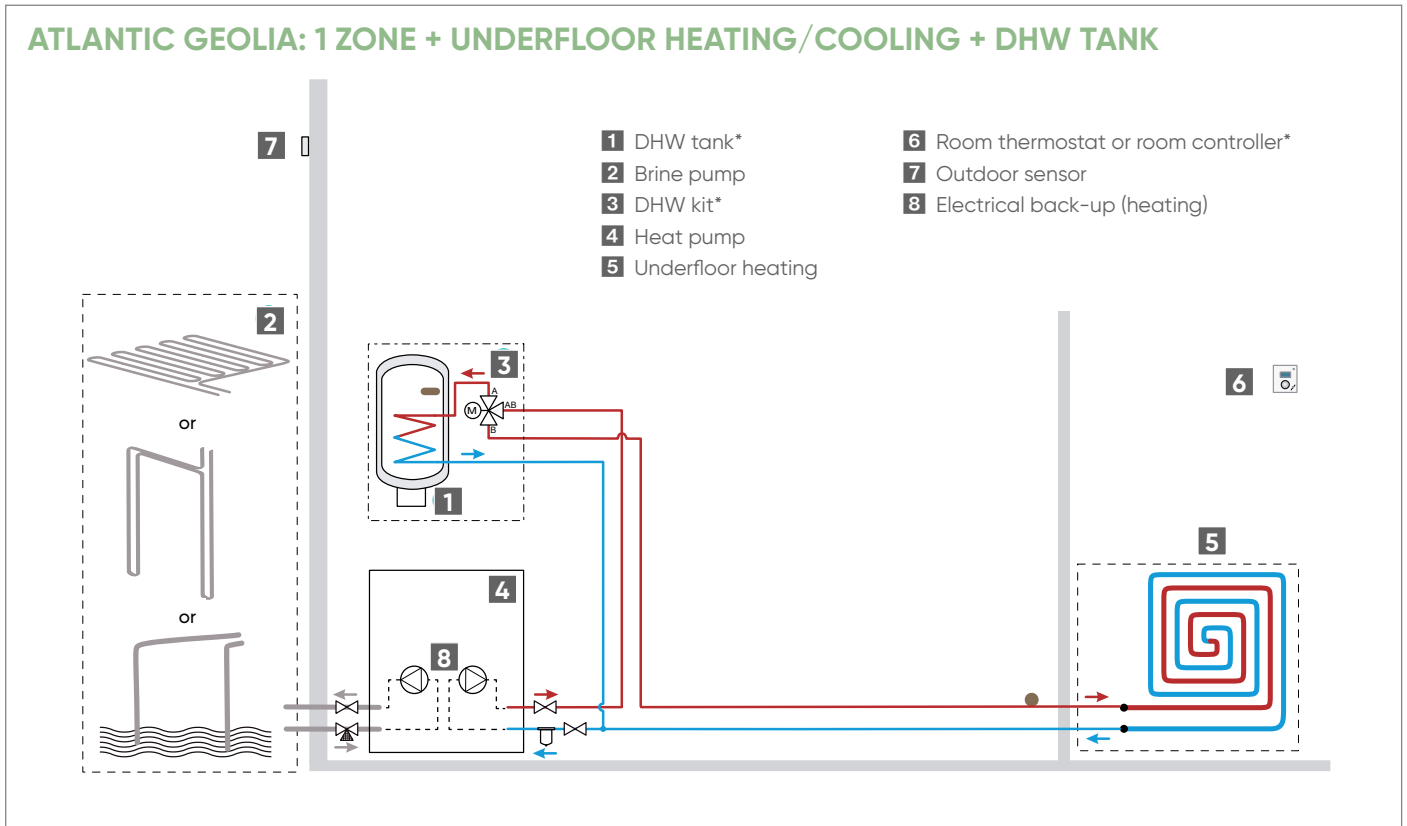 ATLANTIC GEOLIA: 1 ZONE + UNDERFLOOR HEATING/COOLING + DHW TANK
7
1 DHW tank*
2 Brine pump
3 DHW kit*
4 Heat pump
5 Underfloor heating
6 Room thermostat or room controller*
7 Outdoor sensor
8 Electrical back-up (heating)
2
or
or
3
A
M
AB
B
1
6
5
4
8